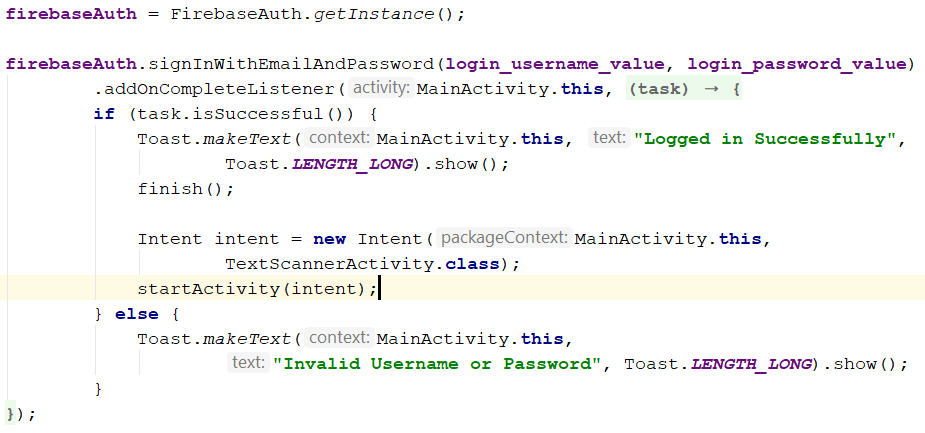 firebaseAuth = FirebaseAuth.getInstance();
firebaseAuth.signInWithEmailAndPassword(login_username_value, login_password_value)
.addOnCompleteListener( activity: MainActivity.this, (task) → {
if (task.isSuccessful()) {
Toast.makeText( context: MainActivity.this, text: "Logged in Successfully",
Toast.LENGTH_LONG).show();
finish();
Intent intent = new Intent( packageContext: MainActivity.this,
TextScannerActivity.class);
startActivity(intent);
} else {
Toast.makeText( context: MainActivity.this,
text: "Invalid Username or Password", Toast.LENGTH_LONG).show();
}
});